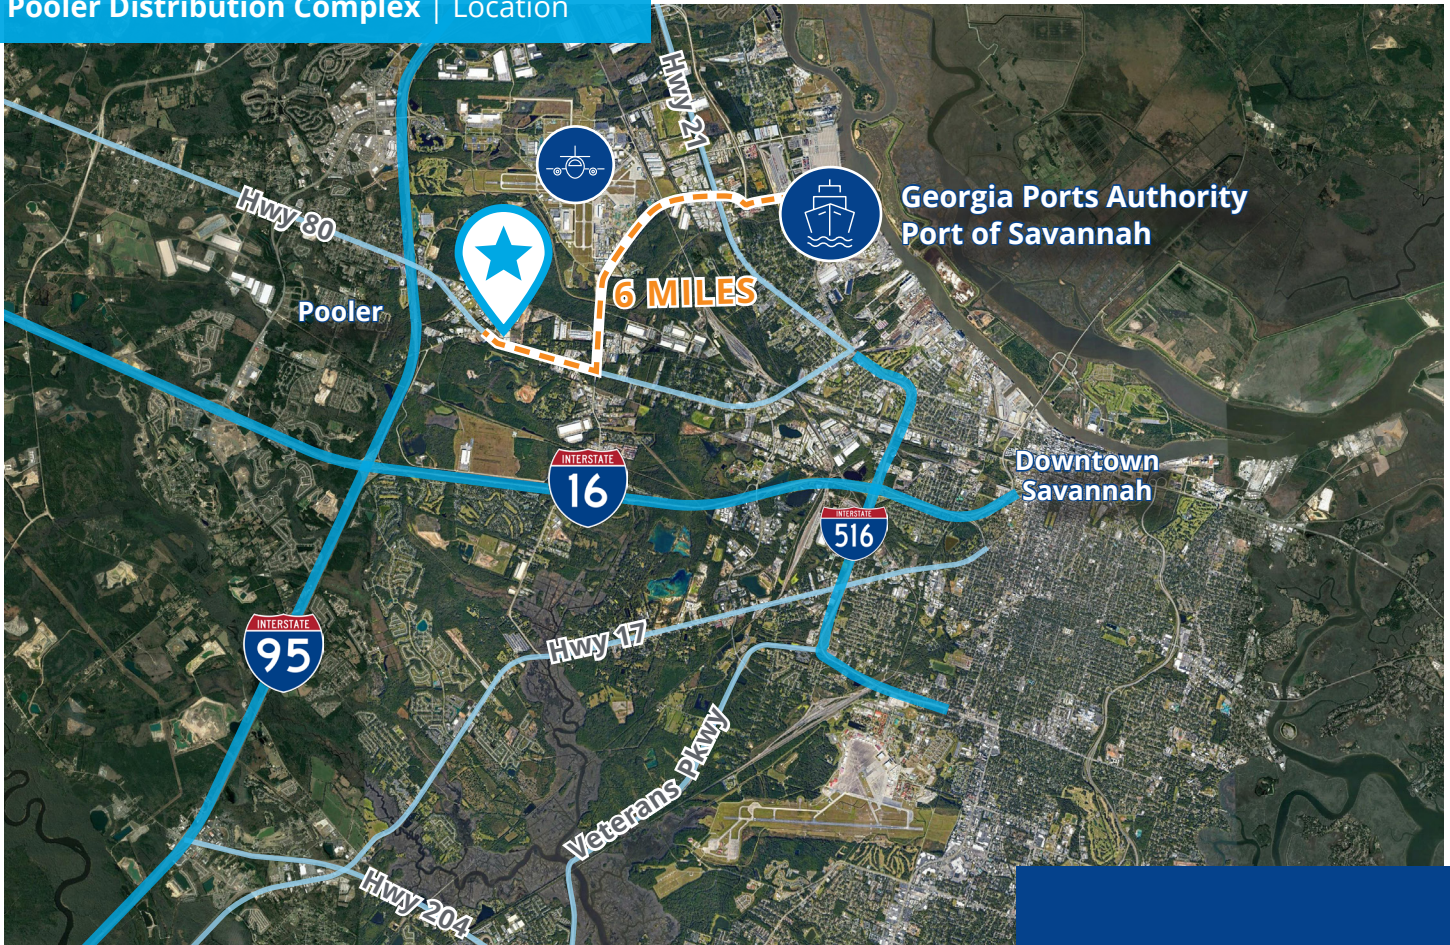 Pooler Distribution Complex | Location
Hwy 21
Hwy 80
Georgia Ports Authority
Port of Savannah
6 MILES
Pooler
Downtown
Savannah
INTERSTATE
16
INTERSTATE
516
INTERSTATE
95
Hwy 17
Veterans Pkwy
Hwy 204